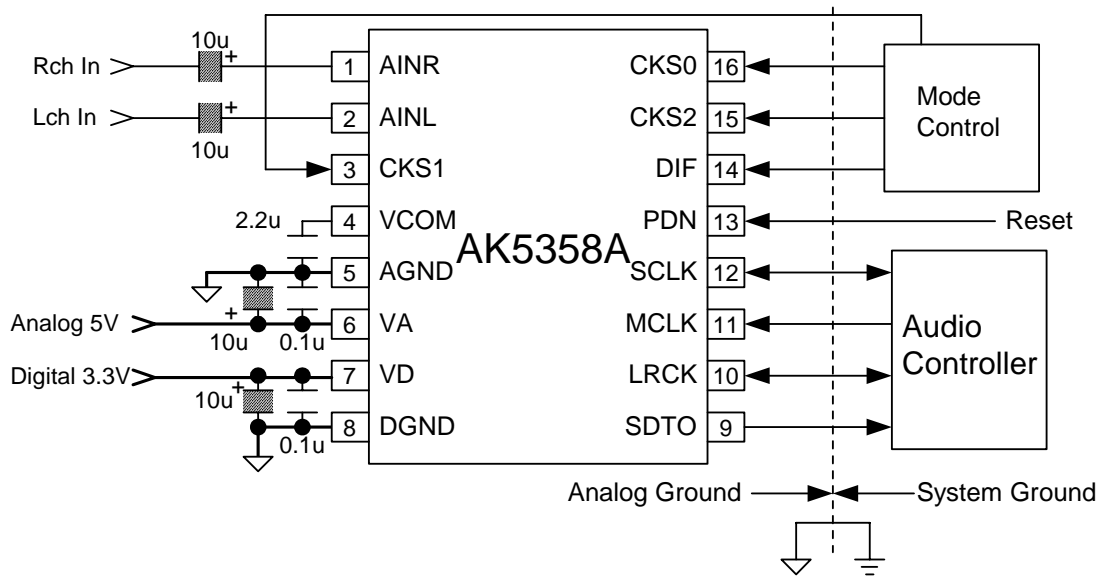 10u
+
Rch In
1
AINR
CKS0
16
Mode
Control
+
Lch In
2
AINL
CKS2
15
10u
3
CKS1
DIF
14
2.2u
4
VCOM
PDN
13
Reset
AK5358A
5
AGND
SCLK
12
+
Analog 5V
6
VA
MCLK
11
Audio
Controller
10u
0.1u
Digital 3.3V
7
VD
LRCK
10
+
10u
8
DGND
SDTO
9
0.1u
Analog Ground
System Ground